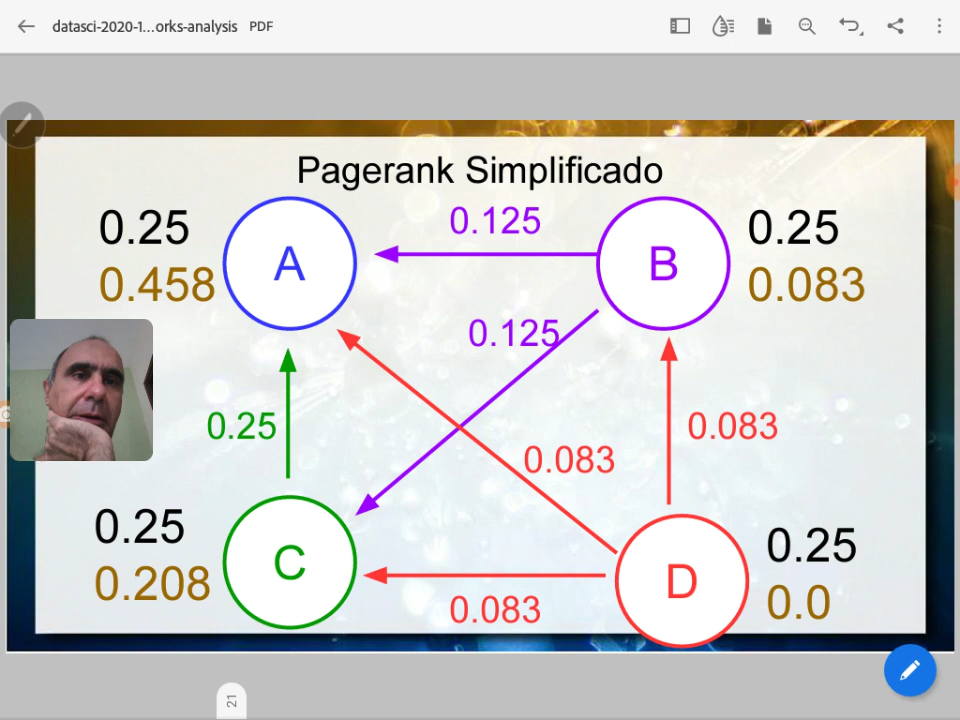 datasci-2020-1...orks-analysis PDF
Pagerank Simplificado
0.25
0.458
A
0.125
B
0.25
0.083
0.125
0.25
0.083
0.083
0.25
0.208
C
0.083
D
0.25
0.0
21